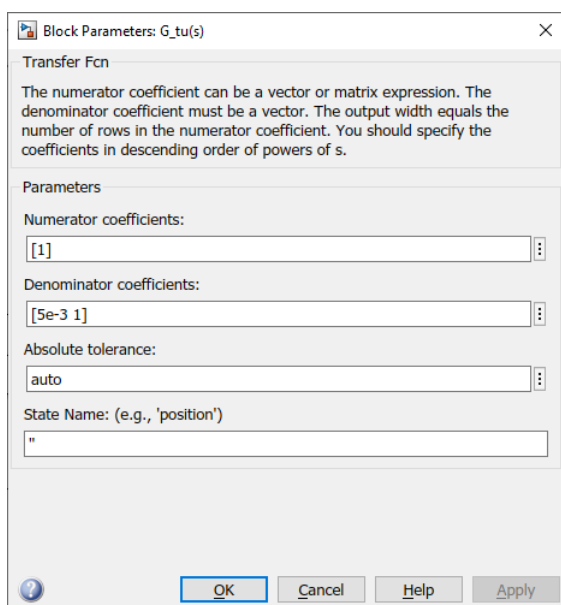 Block Parameters: G_tu(s)
Transfer Fcn
The numerator coefficient can be a vector or matrix expression. The
denominator coefficient must be a vector. The output width equals the
number of rows in the numerator coefficient. You should specify the
coefficients in descending order of powers of s.
Parameters
Numerator coefficients:
[1]
Denominator coefficients:
[5e-3 1]
Absolute tolerance:
auto
State Name: (e.g., 'position')
''
OK Cancel Help Apply